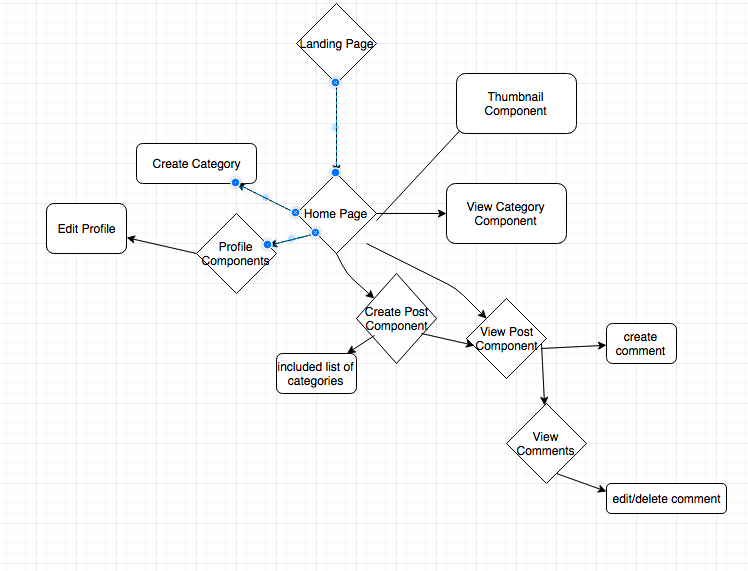 Landing Page
Thumbnail
Component
Create Category
Home Page
View Category
Component
Edit Profile
Profile
Components
Create Post
Component
View Post
Component
create
comment
included list of
categories
View
Comments
edit/delete comment